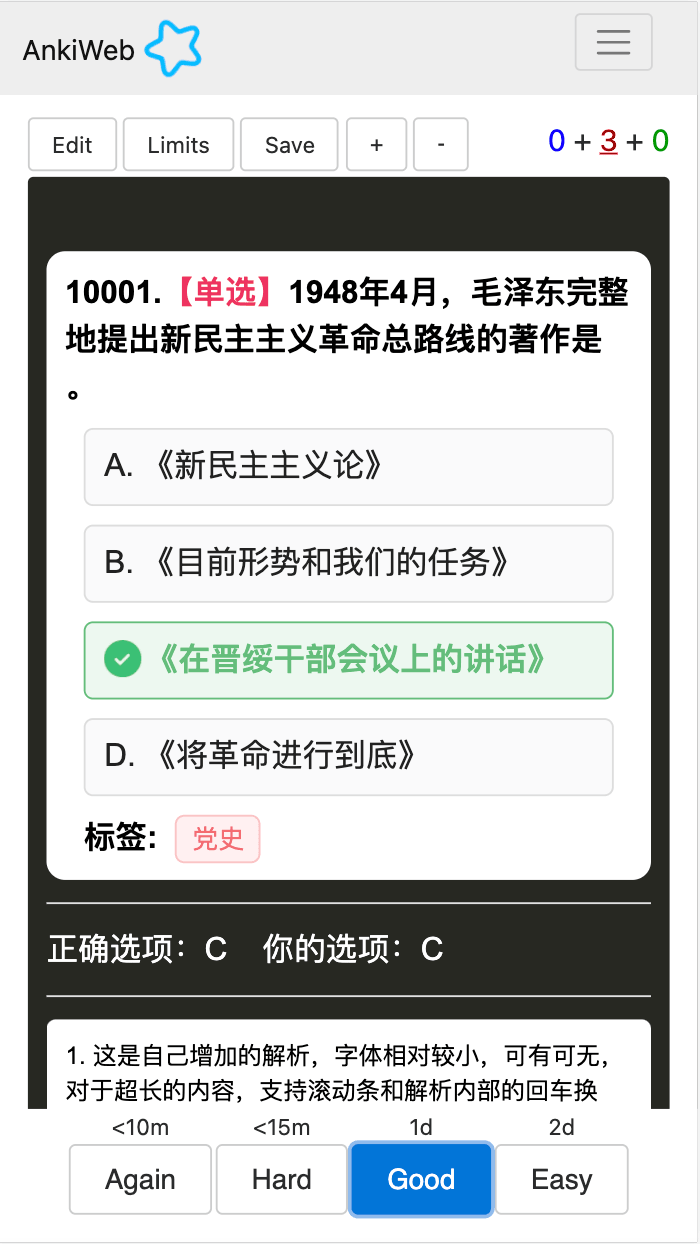 AnkiWeb
Edit Limits Save + - 0 + 3 + 0
10001.【单选】1948年4月，毛泽东完整
地提出新民主主义革命总路线的著作是
。
A. 《新民主主义论》
B. 《目前形势和我们的任务》
《在晋绥干部会议上的讲话》
D. 《将革命进行到底》
标签: 党史
正确选项：C 你的选项：C
1. 这是自己增加的解析，字体相对较小，可有可无，
对于超长的内容，支持滚动条和解析内部的回车换
<10m <15m 1d 2d
Again Hard Good Easy